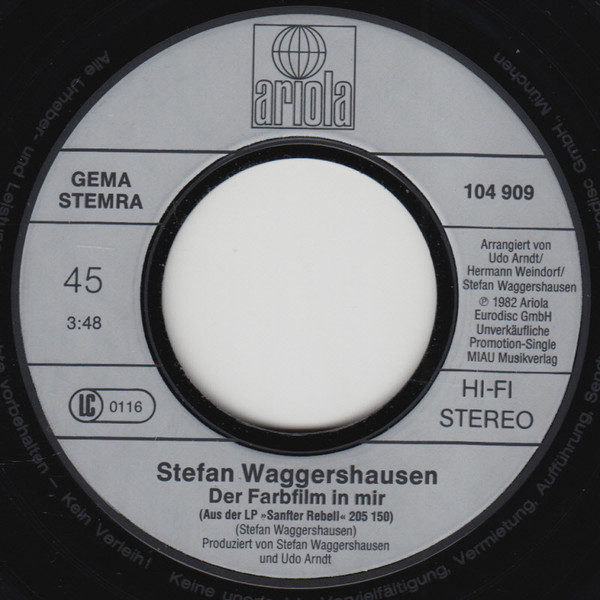 ariola
GEMA
STEMRA
104 909
45
3:48
LC 0116
Arrangiert von
Udo Arndt/
Hermann Weindorf/
Stefan Waggershausen
℗ 1982 Ariola
Eurodisc GmbH
Unverkäufliche
Promotion-Single
MIAU Musikverlag
HI-FI
STEREO
Stefan Waggershausen
Der Farbfilm in mir
(Aus der LP »Sanfter Rebell« 205 150)
(Stefan Waggershausen)
Produziert von Stefan Waggershausen
und Udo Arndt
Alle Urheber- und
vorbehalten – Kein Verleih! Keine Vervielfältigung, Vermietung, Aufführung,
GmbH, München